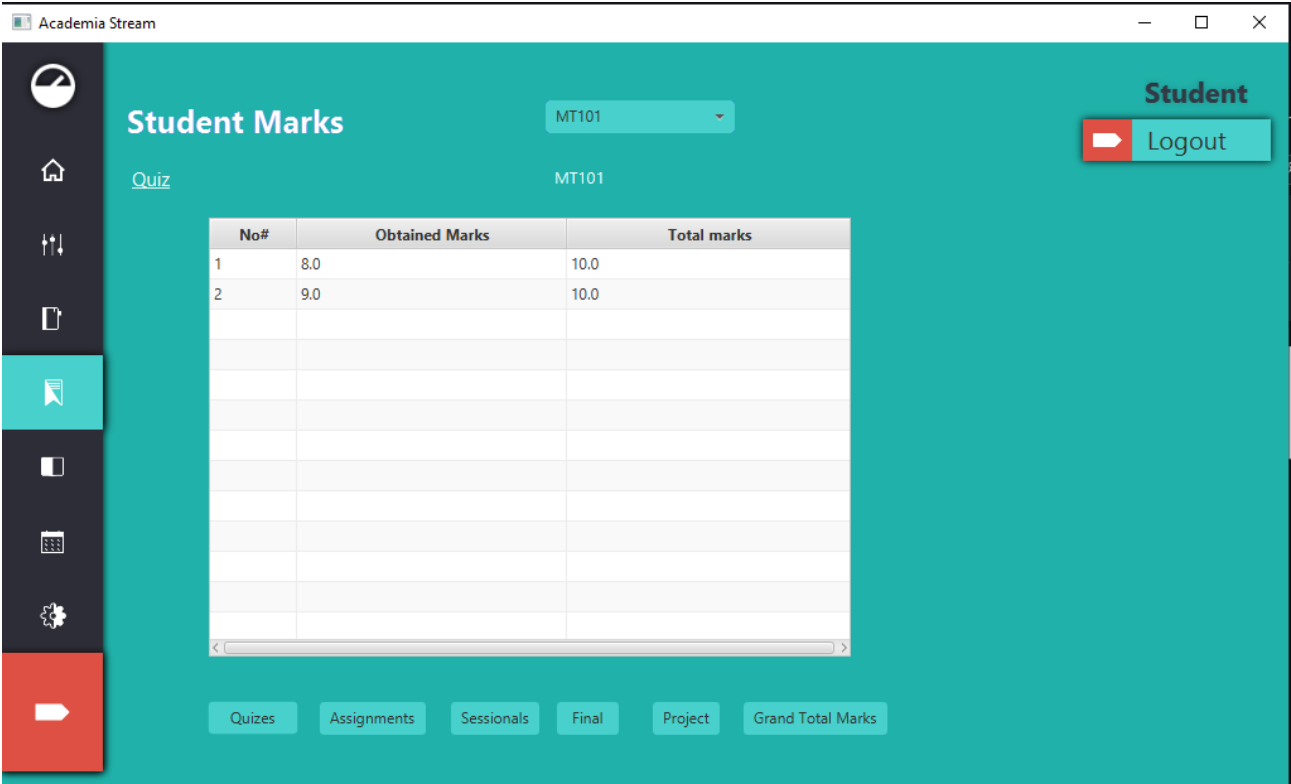 Academia Stream
Student
Student Marks
MT101
Logout
Quiz
MT101
No# Obtained Marks Total marks
1 8.0 10.0
2 9.0 10.0
Quizes Assignments Sessionals Final Project Grand Total Marks